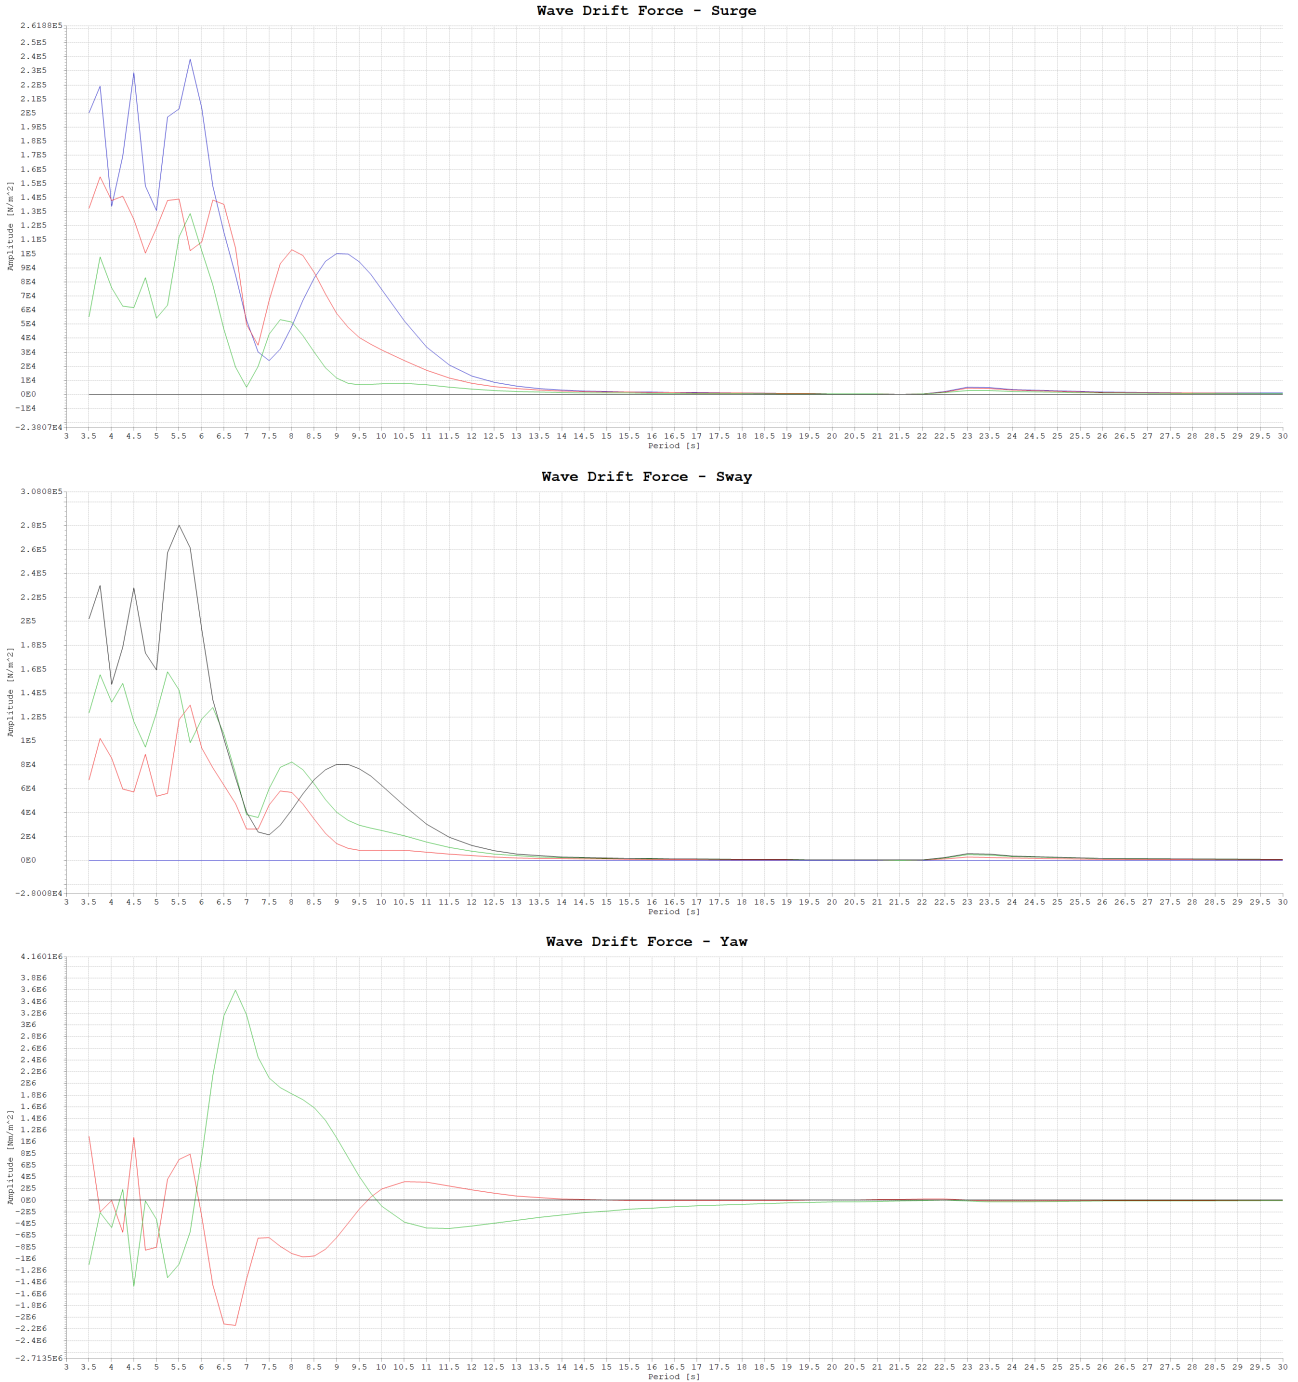 Wave Drift Force - Surge
2.6188E5
2.5E5
2.4E5
2.3E5
2.2E5
2.1E5
2E5
1.9E5
1.8E5
1.7E5
1.6E5
1.5E5
1.4E5
1.3E5
1.2E5
1.1E5
1E5
9E4
8E4
7E4
6E4
5E4
4E4
3E4
2E4
1E4
0E0
-1E4
-2.3807E4
Amplitude [N/m^2]
3 3.5 4 4.5 5 5.5 6 6.5 7 7.5 8 8.5 9 9.5 10 10.5 11 11.5 12 12.5 13 13.5 14 14.5 15 15.5 16 16.5 17 17.5 18 18.5 19 19.5 20 20.5 21 21.5 22 22.5 23 23.5 24 24.5 25 25.5 26 26.5 27 27.5 28 28.5 29 29.5 30
Period [s]
Wave Drift Force - Sway
3.0808E5
2.8E5
2.6E5
2.4E5
2.2E5
2E5
1.8E5
1.6E5
1.4E5
1.2E5
1E5
8E4
6E4
4E4
2E4
0E0
-2.8008E4
Amplitude [N/m^2]
3 3.5 4 4.5 5 5.5 6 6.5 7 7.5 8 8.5 9 9.5 10 10.5 11 11.5 12 12.5 13 13.5 14 14.5 15 15.5 16 16.5 17 17.5 18 18.5 19 19.5 20 20.5 21 21.5 22 22.5 23 23.5 24 24.5 25 25.5 26 26.5 27 27.5 28 28.5 29 29.5 30
Period [s]
Wave Drift Force - Yaw
4.1601E6
3.8E6
3.6E6
3.4E6
3.2E6
3E6
2.8E6
2.6E6
2.4E6
2.2E6
2E6
1.8E6
1.6E6
1.4E6
1.2E6
1E6
8E5
6E5
4E5
2E5
0E0
-2E5
-4E5
-6E5
-8E5
-1E6
-1.2E6
-1.4E6
-1.6E6
-1.8E6
-2E6
-2.2E6
-2.4E6
-2.7135E6
Amplitude [Nm/m^2]
3 3.5 4 4.5 5 5.5 6 6.5 7 7.5 8 8.5 9 9.5 10 10.5 11 11.5 12 12.5 13 13.5 14 14.5 15 15.5 16 16.5 17 17.5 18 18.5 19 19.5 20 20.5 21 21.5 22 22.5 23 23.5 24 24.5 25 25.5 26 26.5 27 27.5 28 28.5 29 29.5 30
Period [s]